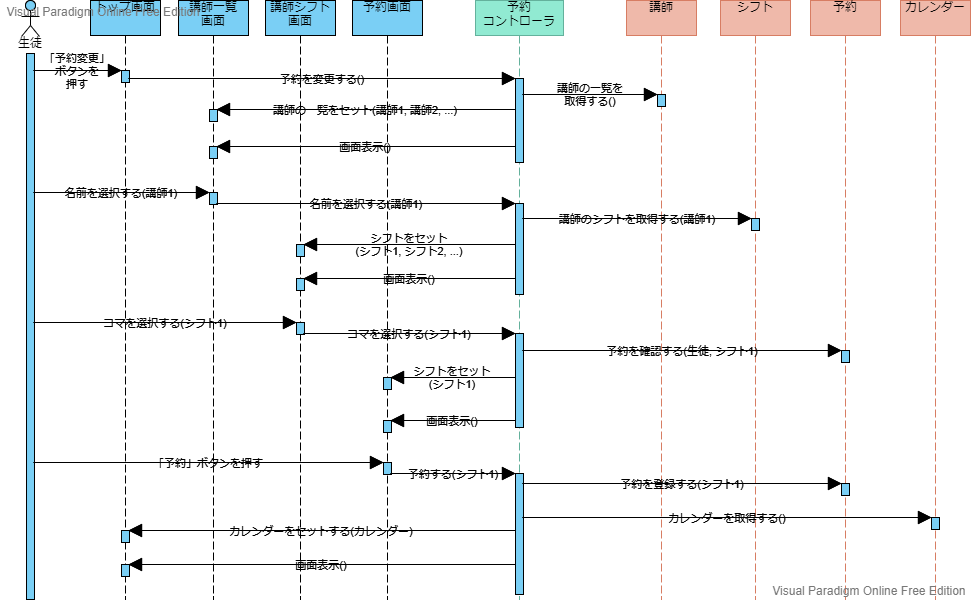 Visual Paradigm Online Free Edition
トップ画面
講師一覧
画面
講師シフト
画面
予約画面
予約
コントローラ
講師
シフト
予約
カレンダー
生徒
「予約変更」
ボタンを
押す
予約を変更する()
講師の一覧を
取得する()
講師の一覧をセット(講師1, 講師2, ...)
画面表示()
名前を選択する(講師1)
名前を選択する(講師1)
講師のシフトを取得する(講師1)
シフトをセット
(シフト1, シフト2, ...)
画面表示()
コマを選択する(シフト1)
コマを選択する(シフト1)
予約を確認する(生徒, シフト1)
シフトをセット
(シフト1)
画面表示()
「予約」ボタンを押す
予約する(シフト1)
予約を登録する(シフト1)
カレンダーを取得する()
カレンダーをセットする(カレンダー)
画面表示()
Visual Paradigm Online Free Edition